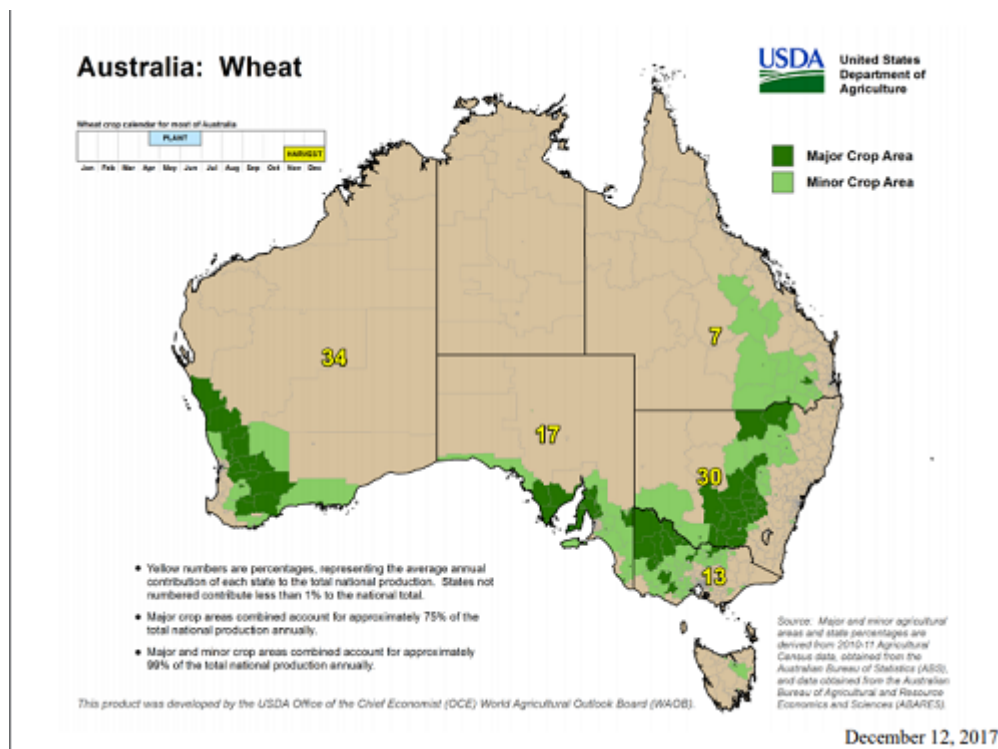 Australia: Wheat
USDA
United States
Department of
Agriculture
Wheat crop calendar for most of Australia
PLANT
HARVEST
Jan Feb Mar Apr May Jun Jul Aug Sep Oct Nov Dec
Major Crop Area
Minor Crop Area
7
34
17
30
13
• Yellow numbers are percentages, representing the average annual
contribution of each state to the total national production. States not
numbered contribute less than 1% to the national total.
• Major crop areas combined account for approximately 75% of the
total national production annually.
• Major and minor crop areas combined account for approximately
99% of the total national production annually.
Source: Major and minor agricultural
areas and state percentages are
derived from 2010-11 Agricultural
Census data, obtained from the
Australian Bureau of Statistics (ABS),
and data obtained from the Australian
Bureau of Agricultural and Resource
Economics and Sciences (ABARES).
This product was developed by the USDA Office of the Chief Economist (OCE) World Agricultural Outlook Board (WAOB).
December 12, 2017